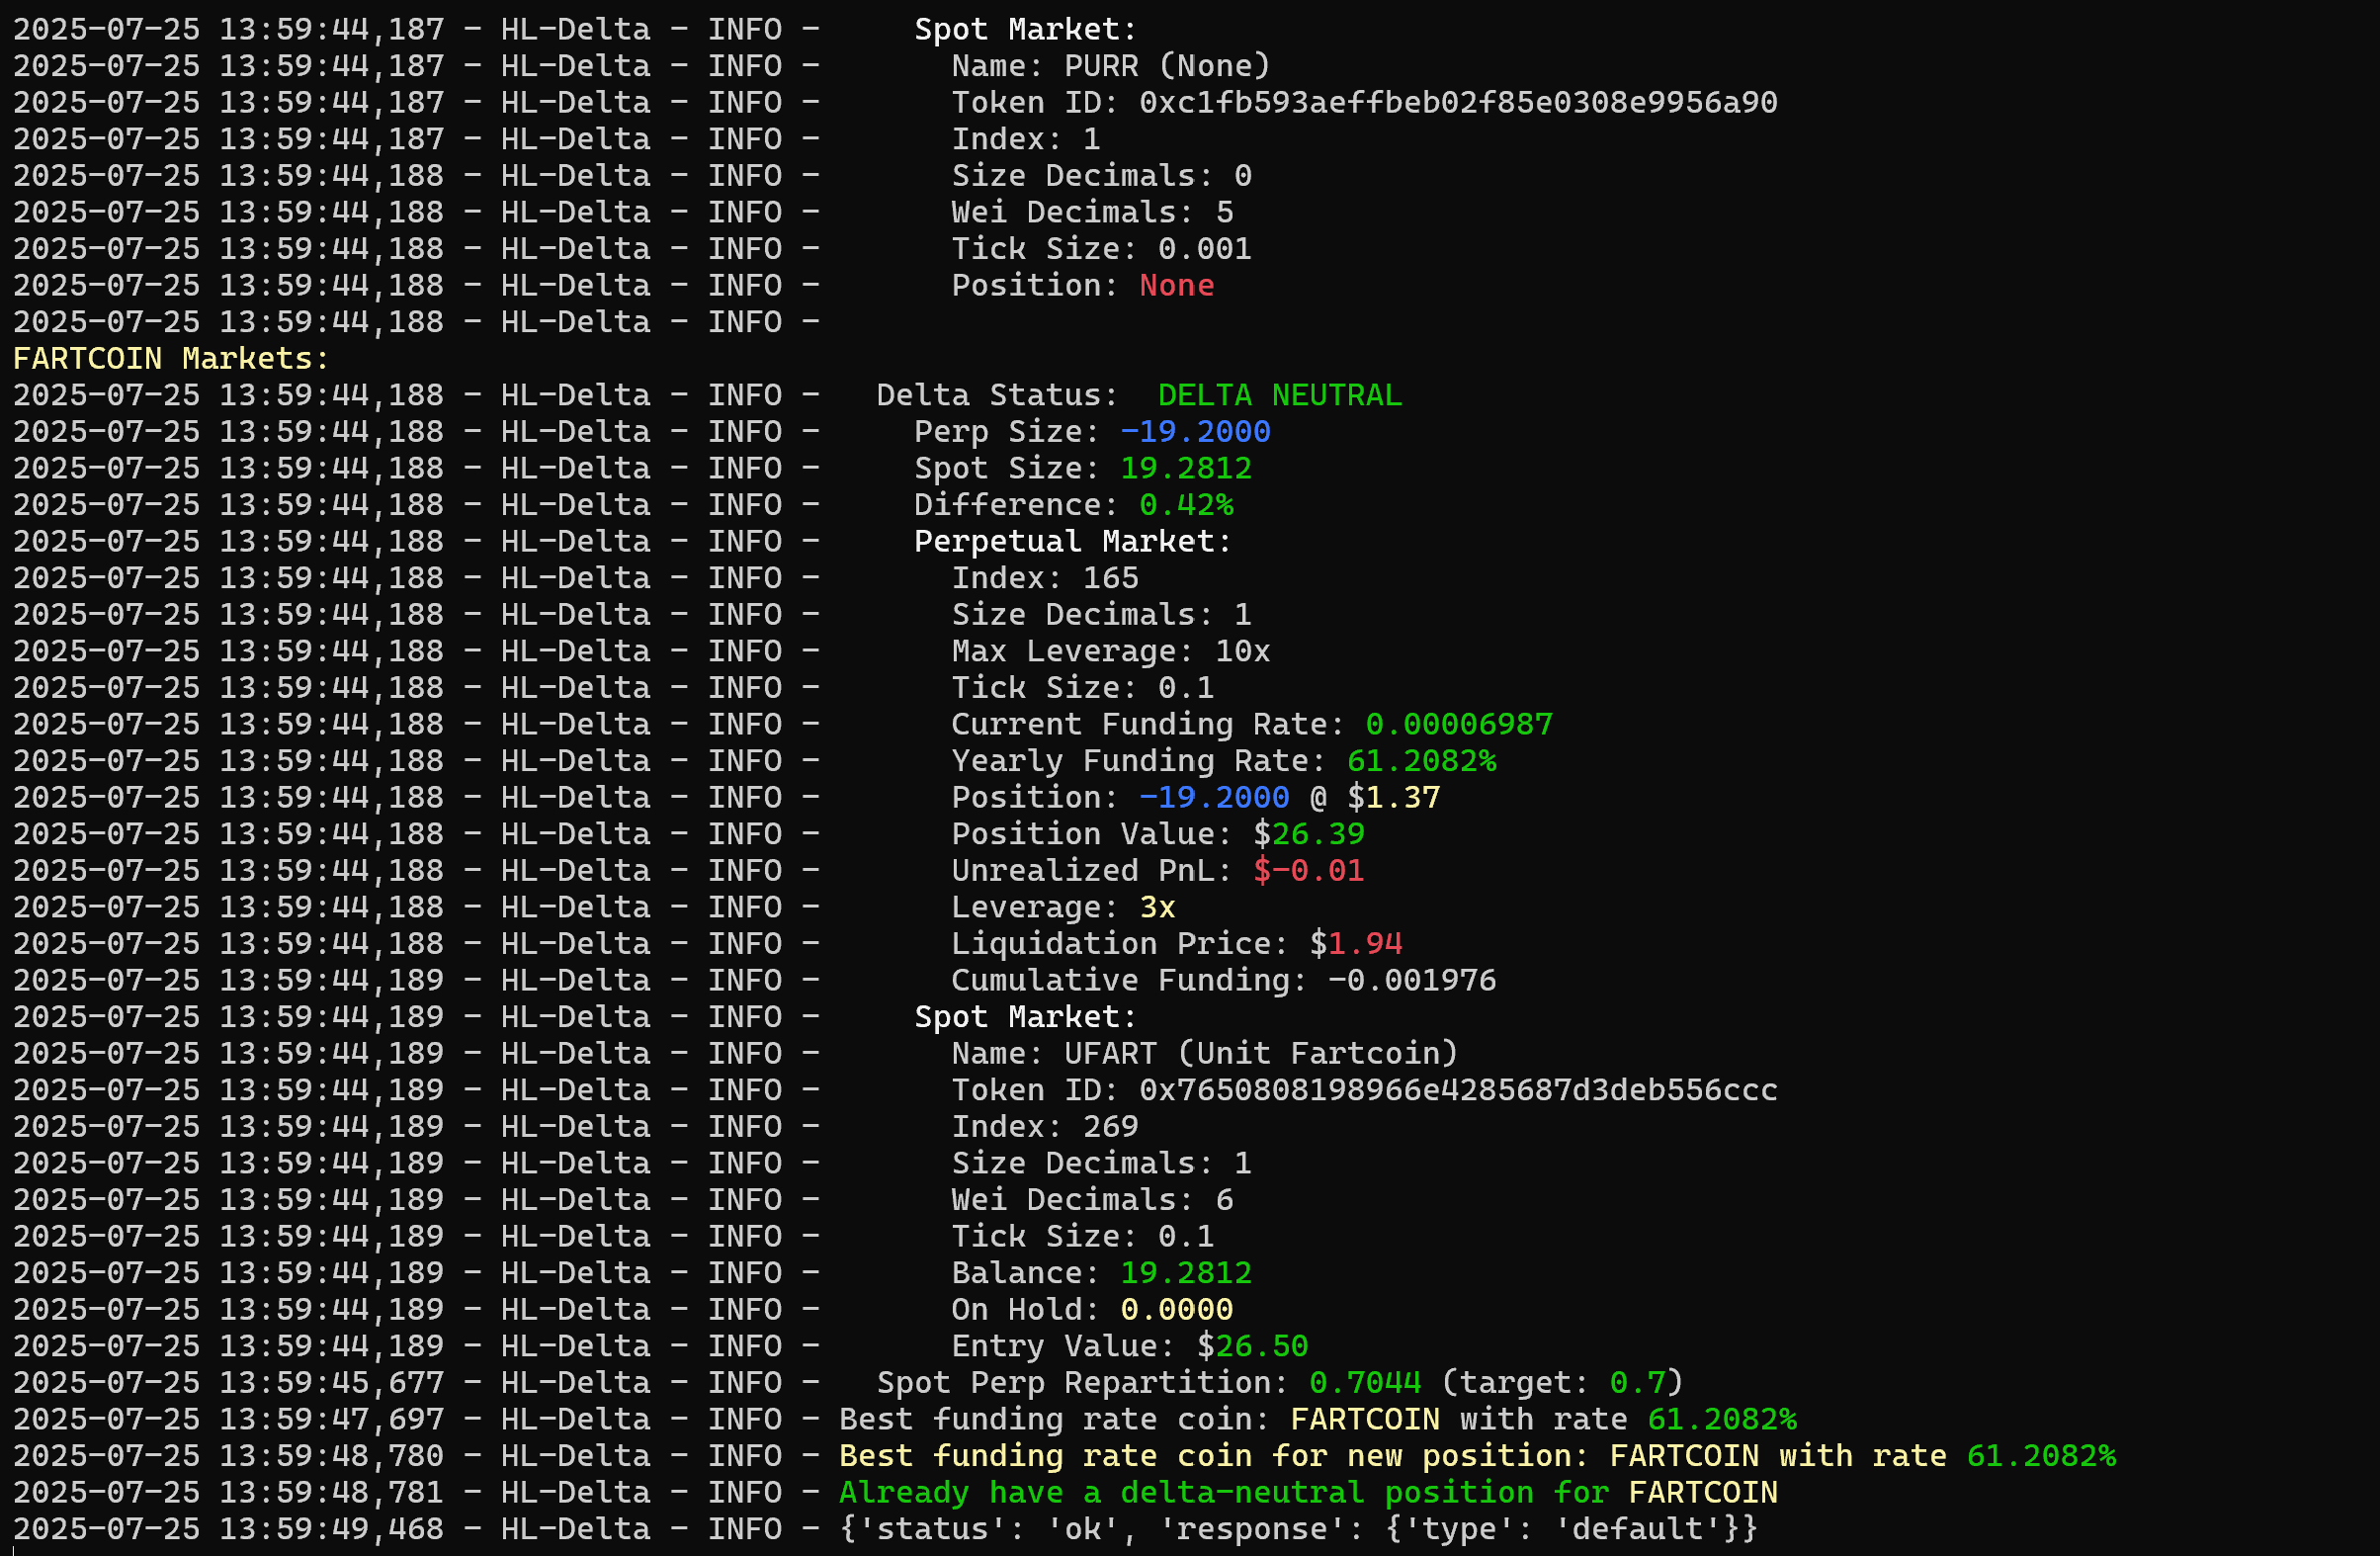 2025-07-25 13:59:44,187 - HL-Delta - INFO -     Spot Market:
2025-07-25 13:59:44,187 - HL-Delta - INFO -       Name: PURR (None)
2025-07-25 13:59:44,187 - HL-Delta - INFO -       Token ID: 0xc1fb593aeffbeb02f85e0308e9956a90
2025-07-25 13:59:44,187 - HL-Delta - INFO -       Index: 1
2025-07-25 13:59:44,188 - HL-Delta - INFO -       Size Decimals: 0
2025-07-25 13:59:44,188 - HL-Delta - INFO -       Wei Decimals: 5
2025-07-25 13:59:44,188 - HL-Delta - INFO -       Tick Size: 0.001
2025-07-25 13:59:44,188 - HL-Delta - INFO -       Position: None
2025-07-25 13:59:44,188 - HL-Delta - INFO -
FARTCOIN Markets:
2025-07-25 13:59:44,188 - HL-Delta - INFO -   Delta Status:  DELTA NEUTRAL
2025-07-25 13:59:44,188 - HL-Delta - INFO -     Perp Size: -19.2000
2025-07-25 13:59:44,188 - HL-Delta - INFO -     Spot Size: 19.2812
2025-07-25 13:59:44,188 - HL-Delta - INFO -     Difference: 0.42%
2025-07-25 13:59:44,188 - HL-Delta - INFO -     Perpetual Market:
2025-07-25 13:59:44,188 - HL-Delta - INFO -       Index: 165
2025-07-25 13:59:44,188 - HL-Delta - INFO -       Size Decimals: 1
2025-07-25 13:59:44,188 - HL-Delta - INFO -       Max Leverage: 10x
2025-07-25 13:59:44,188 - HL-Delta - INFO -       Tick Size: 0.1
2025-07-25 13:59:44,188 - HL-Delta - INFO -       Current Funding Rate: 0.00006987
2025-07-25 13:59:44,188 - HL-Delta - INFO -       Yearly Funding Rate: 61.2082%
2025-07-25 13:59:44,188 - HL-Delta - INFO -       Position: -19.2000 @ $1.37
2025-07-25 13:59:44,188 - HL-Delta - INFO -       Position Value: $26.39
2025-07-25 13:59:44,188 - HL-Delta - INFO -       Unrealized PnL: $-0.01
2025-07-25 13:59:44,188 - HL-Delta - INFO -       Leverage: 3x
2025-07-25 13:59:44,188 - HL-Delta - INFO -       Liquidation Price: $1.94
2025-07-25 13:59:44,189 - HL-Delta - INFO -       Cumulative Funding: -0.001976
2025-07-25 13:59:44,189 - HL-Delta - INFO -     Spot Market:
2025-07-25 13:59:44,189 - HL-Delta - INFO -       Name: UFART (Unit Fartcoin)
2025-07-25 13:59:44,189 - HL-Delta - INFO -       Token ID: 0x7650808198966e4285687d3deb556ccc
2025-07-25 13:59:44,189 - HL-Delta - INFO -       Index: 269
2025-07-25 13:59:44,189 - HL-Delta - INFO -       Size Decimals: 1
2025-07-25 13:59:44,189 - HL-Delta - INFO -       Wei Decimals: 6
2025-07-25 13:59:44,189 - HL-Delta - INFO -       Tick Size: 0.1
2025-07-25 13:59:44,189 - HL-Delta - INFO -       Balance: 19.2812
2025-07-25 13:59:44,189 - HL-Delta - INFO -       On Hold: 0.0000
2025-07-25 13:59:44,189 - HL-Delta - INFO -       Entry Value: $26.50
2025-07-25 13:59:45,677 - HL-Delta - INFO -   Spot Perp Repartition: 0.7044 (target: 0.7)
2025-07-25 13:59:47,697 - HL-Delta - INFO - Best funding rate coin: FARTCOIN with rate 61.2082%
2025-07-25 13:59:48,780 - HL-Delta - INFO - Best funding rate coin for new position: FARTCOIN with rate 61.2082%
2025-07-25 13:59:48,781 - HL-Delta - INFO - Already have a delta-neutral position for FARTCOIN
2025-07-25 13:59:49,468 - HL-Delta - INFO - {'status': 'ok', 'response': {'type': 'default'}}